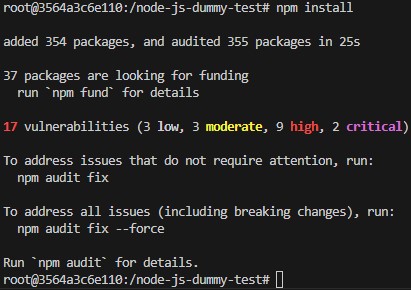 root@3564a3c6e110:/node-js-dummy-test# npm install
added 354 packages, and audited 355 packages in 25s
37 packages are looking for funding
run `npm fund` for details
17 vulnerabilities (3 low, 3 moderate, 9 high, 2 critical)
To address issues that do not require attention, run:
npm audit fix
To address all issues (including breaking changes), run:
npm audit fix --force
Run `npm audit` for details.
root@3564a3c6e110:/node-js-dummy-test#